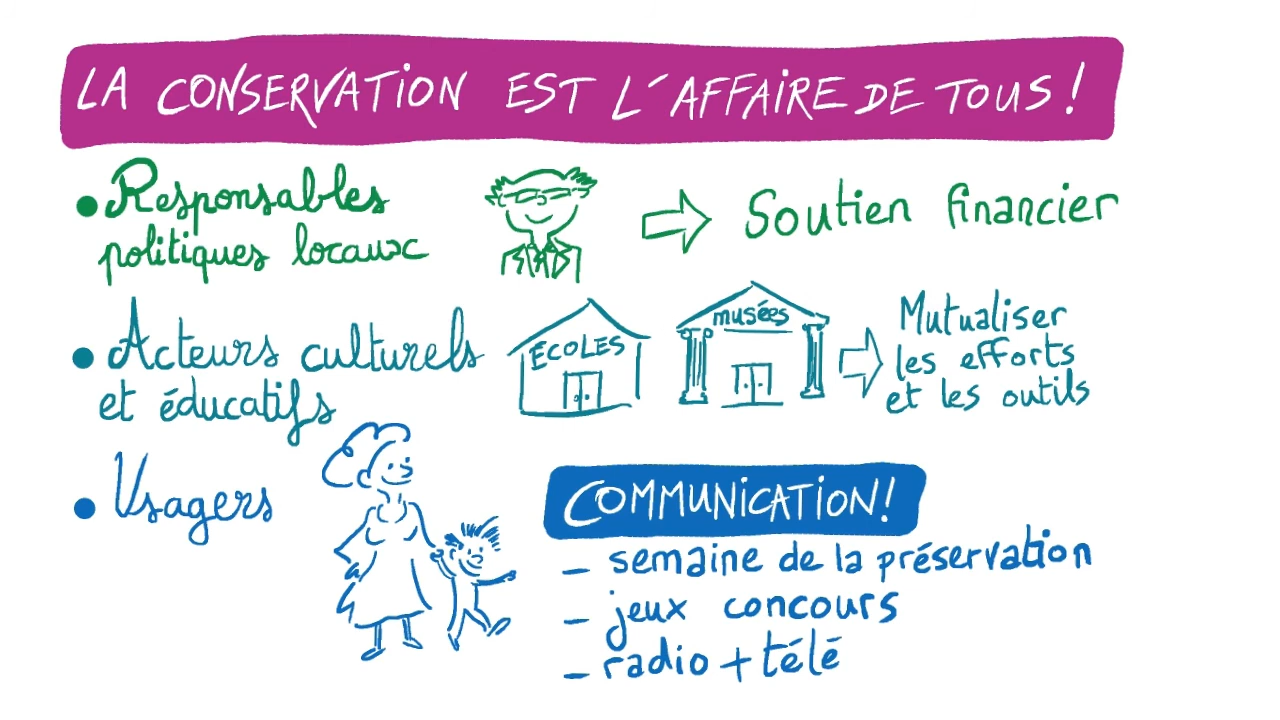 LA CONSERVATION EST L'AFFAIRE DE TOUS !
• Responsables
politiques locaux
Soutien financier
• Acteurs culturels
et éducatifs
ÉCOLES
musées
Mutualiser
les efforts
et les outils
• Usagers
COMMUNICATION!
– semaine de la préservation
– jeux concours
– radio + télé